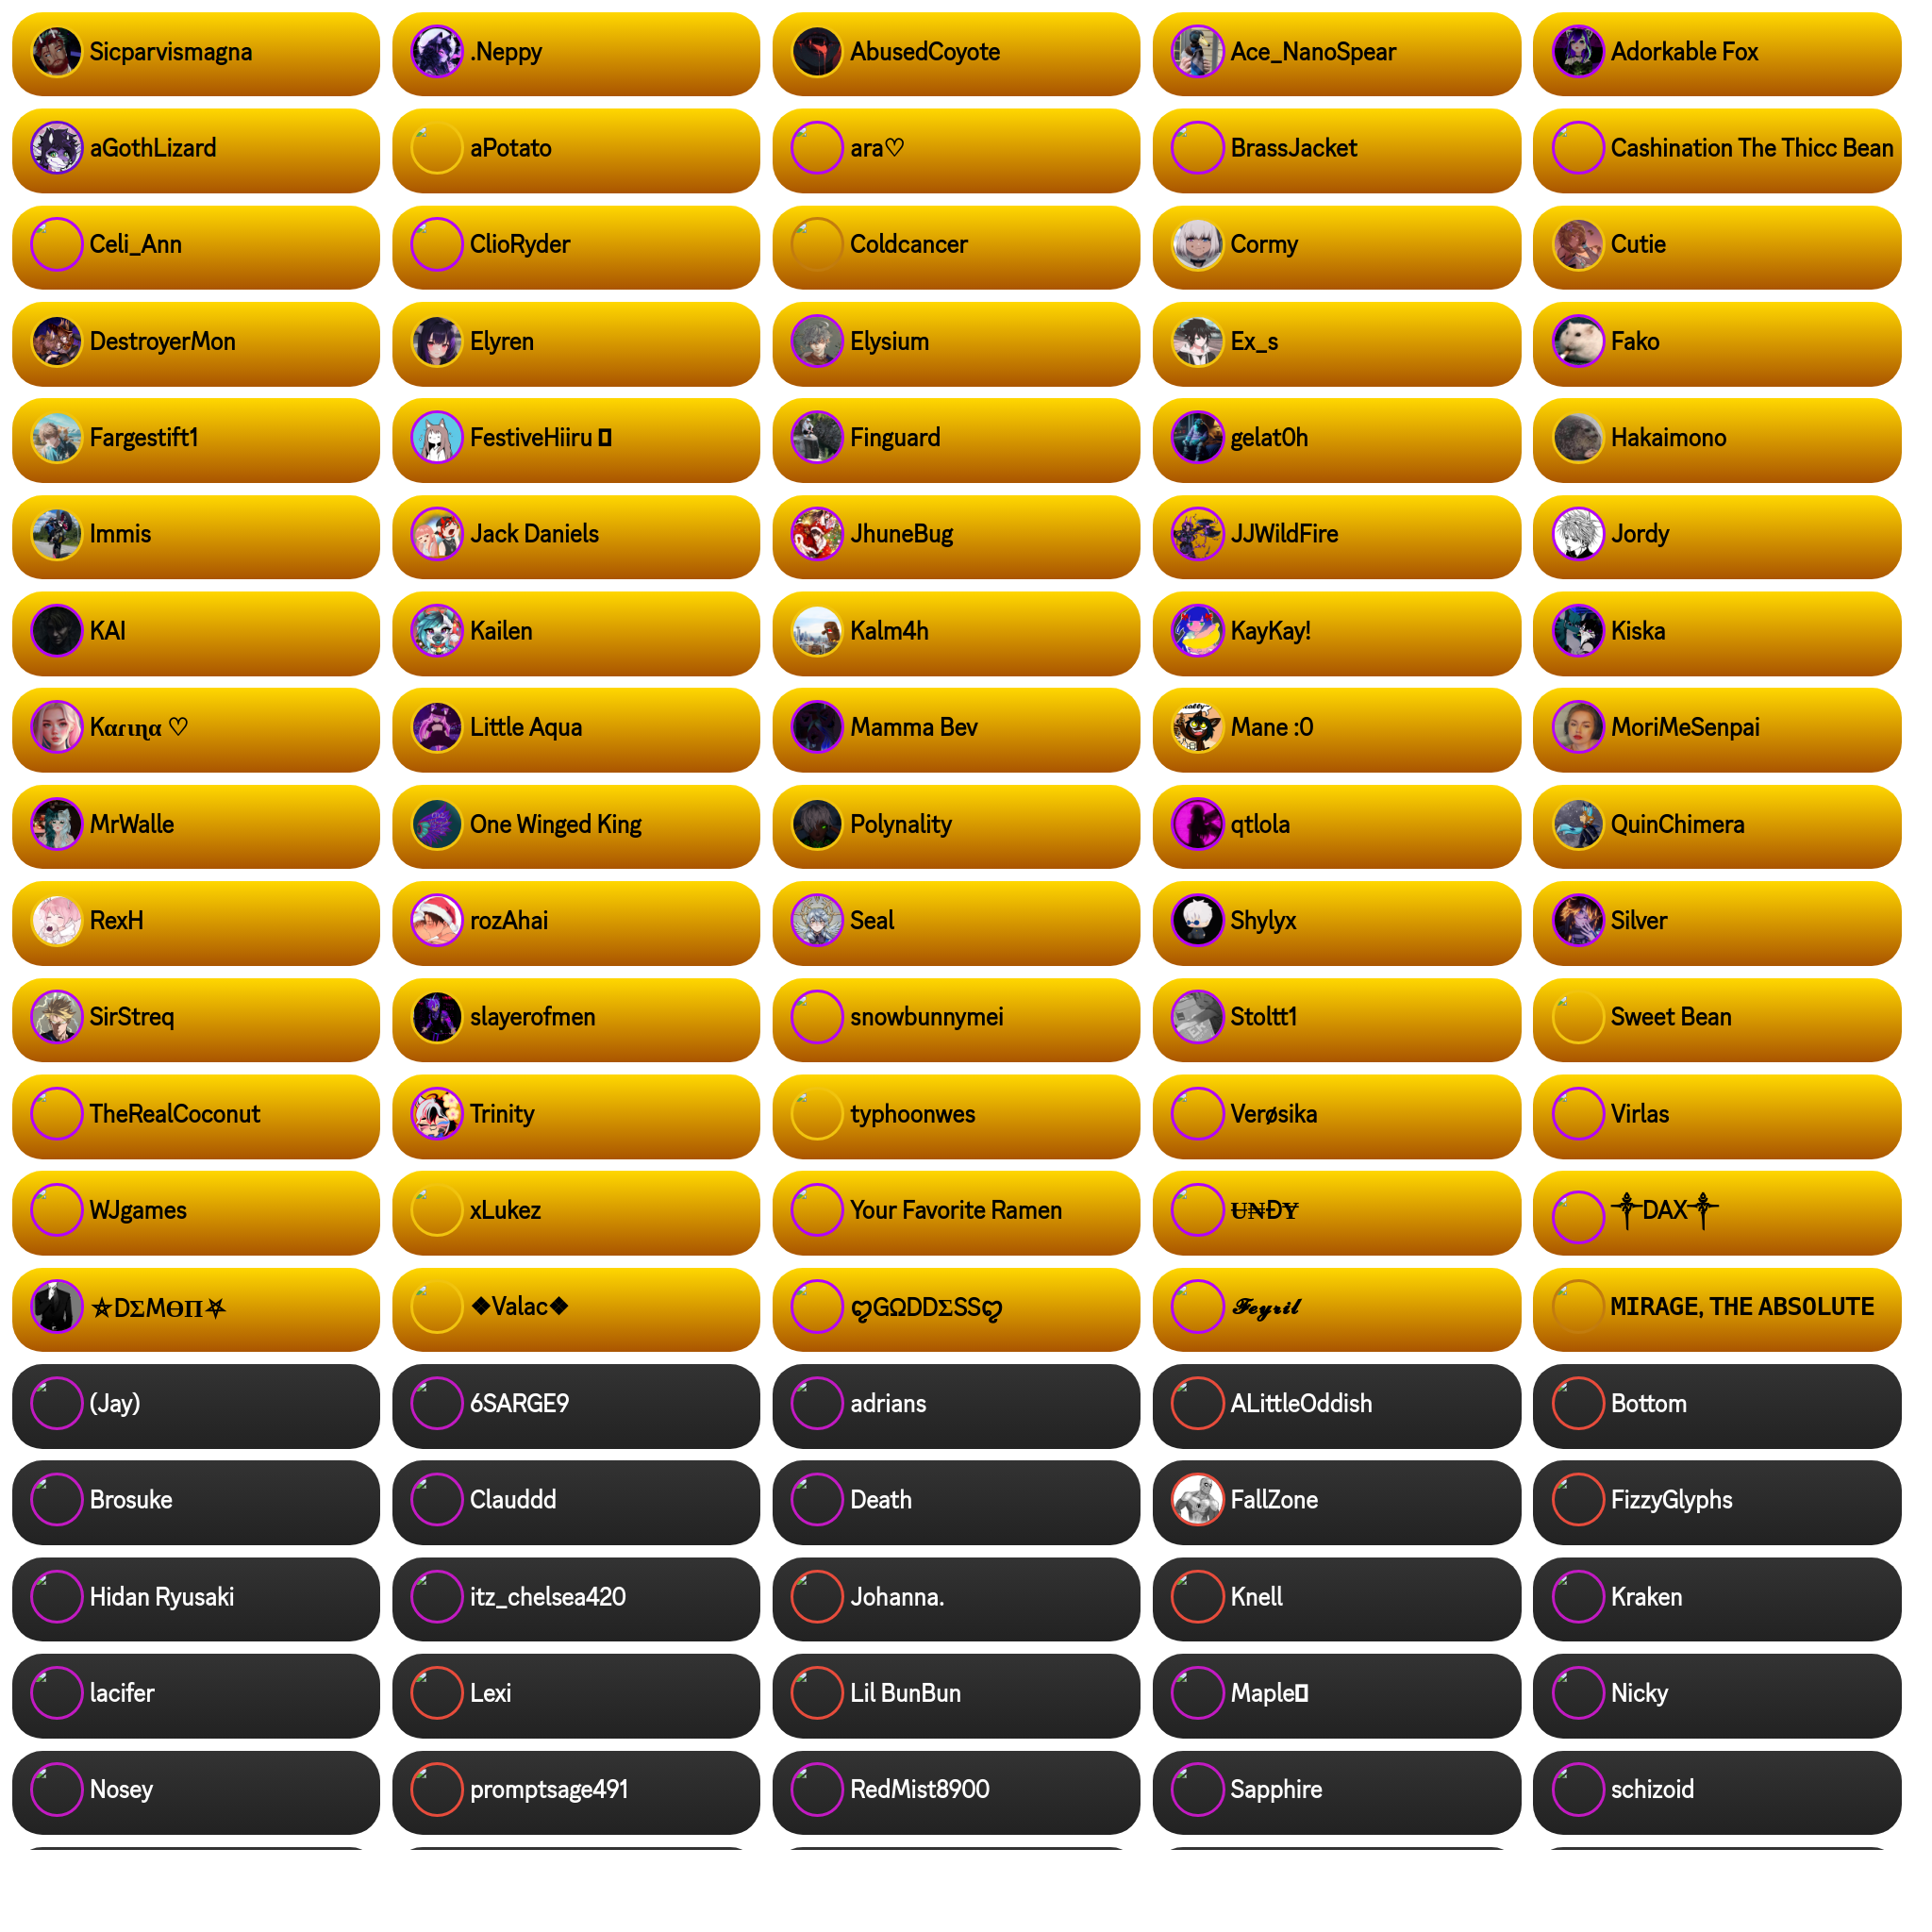 Sicparvismagna .Neppy AbusedCoyote Ace_NanoSpear Adorkable Fox
aGothLizard aPotato ara♡ BrassJacket Cashination The Thicc Bean
Celi_Ann ClioRyder Coldcancer Cormy Cutie
DestroyerMon Elyren Elysium Ex_s Fako
Fargestift1 FestiveHiiru Finguard gelat0h Hakaimono
Immis Jack Daniels JhuneBug JJWildFire Jordy
KAI Kailen Kalm4h KayKay! Kiska
Kαɾιɳα ♡ Little Aqua Mamma Bev Mane :0 MoriMeSenpai
MrWalle One Winged King Polynality qtlola QuinChimera
RexH rozAhai Seal Shylyx Silver
SirStreq slayerofmen snowbunnymei Stoltt1 Sweet Bean
TheRealCoconut Trinity typhoonwes Verøsika Virlas
WJgames xLukez Your Favorite Ramen Ʉ₦ĐɎ ⸸DAX⸸
⛤DΣMӨΠ⛧ ❖Valac❖ ღGΩDDΣSSღ 𝓕𝓮𝔂𝓻𝓲𝓵 MIRAGE, THE ABSOLUTE
(Jay) 6SARGE9 adrians ALittleOddish Bottom
Brosuke Clauddd Death FallZone FizzyGlyphs
Hidan Ryusaki itz_chelsea420 Johanna. Knell Kraken
lacifer Lexi Lil BunBun Maple Nicky
Nosey promptsage491 RedMist8900 Sapphire schizoid